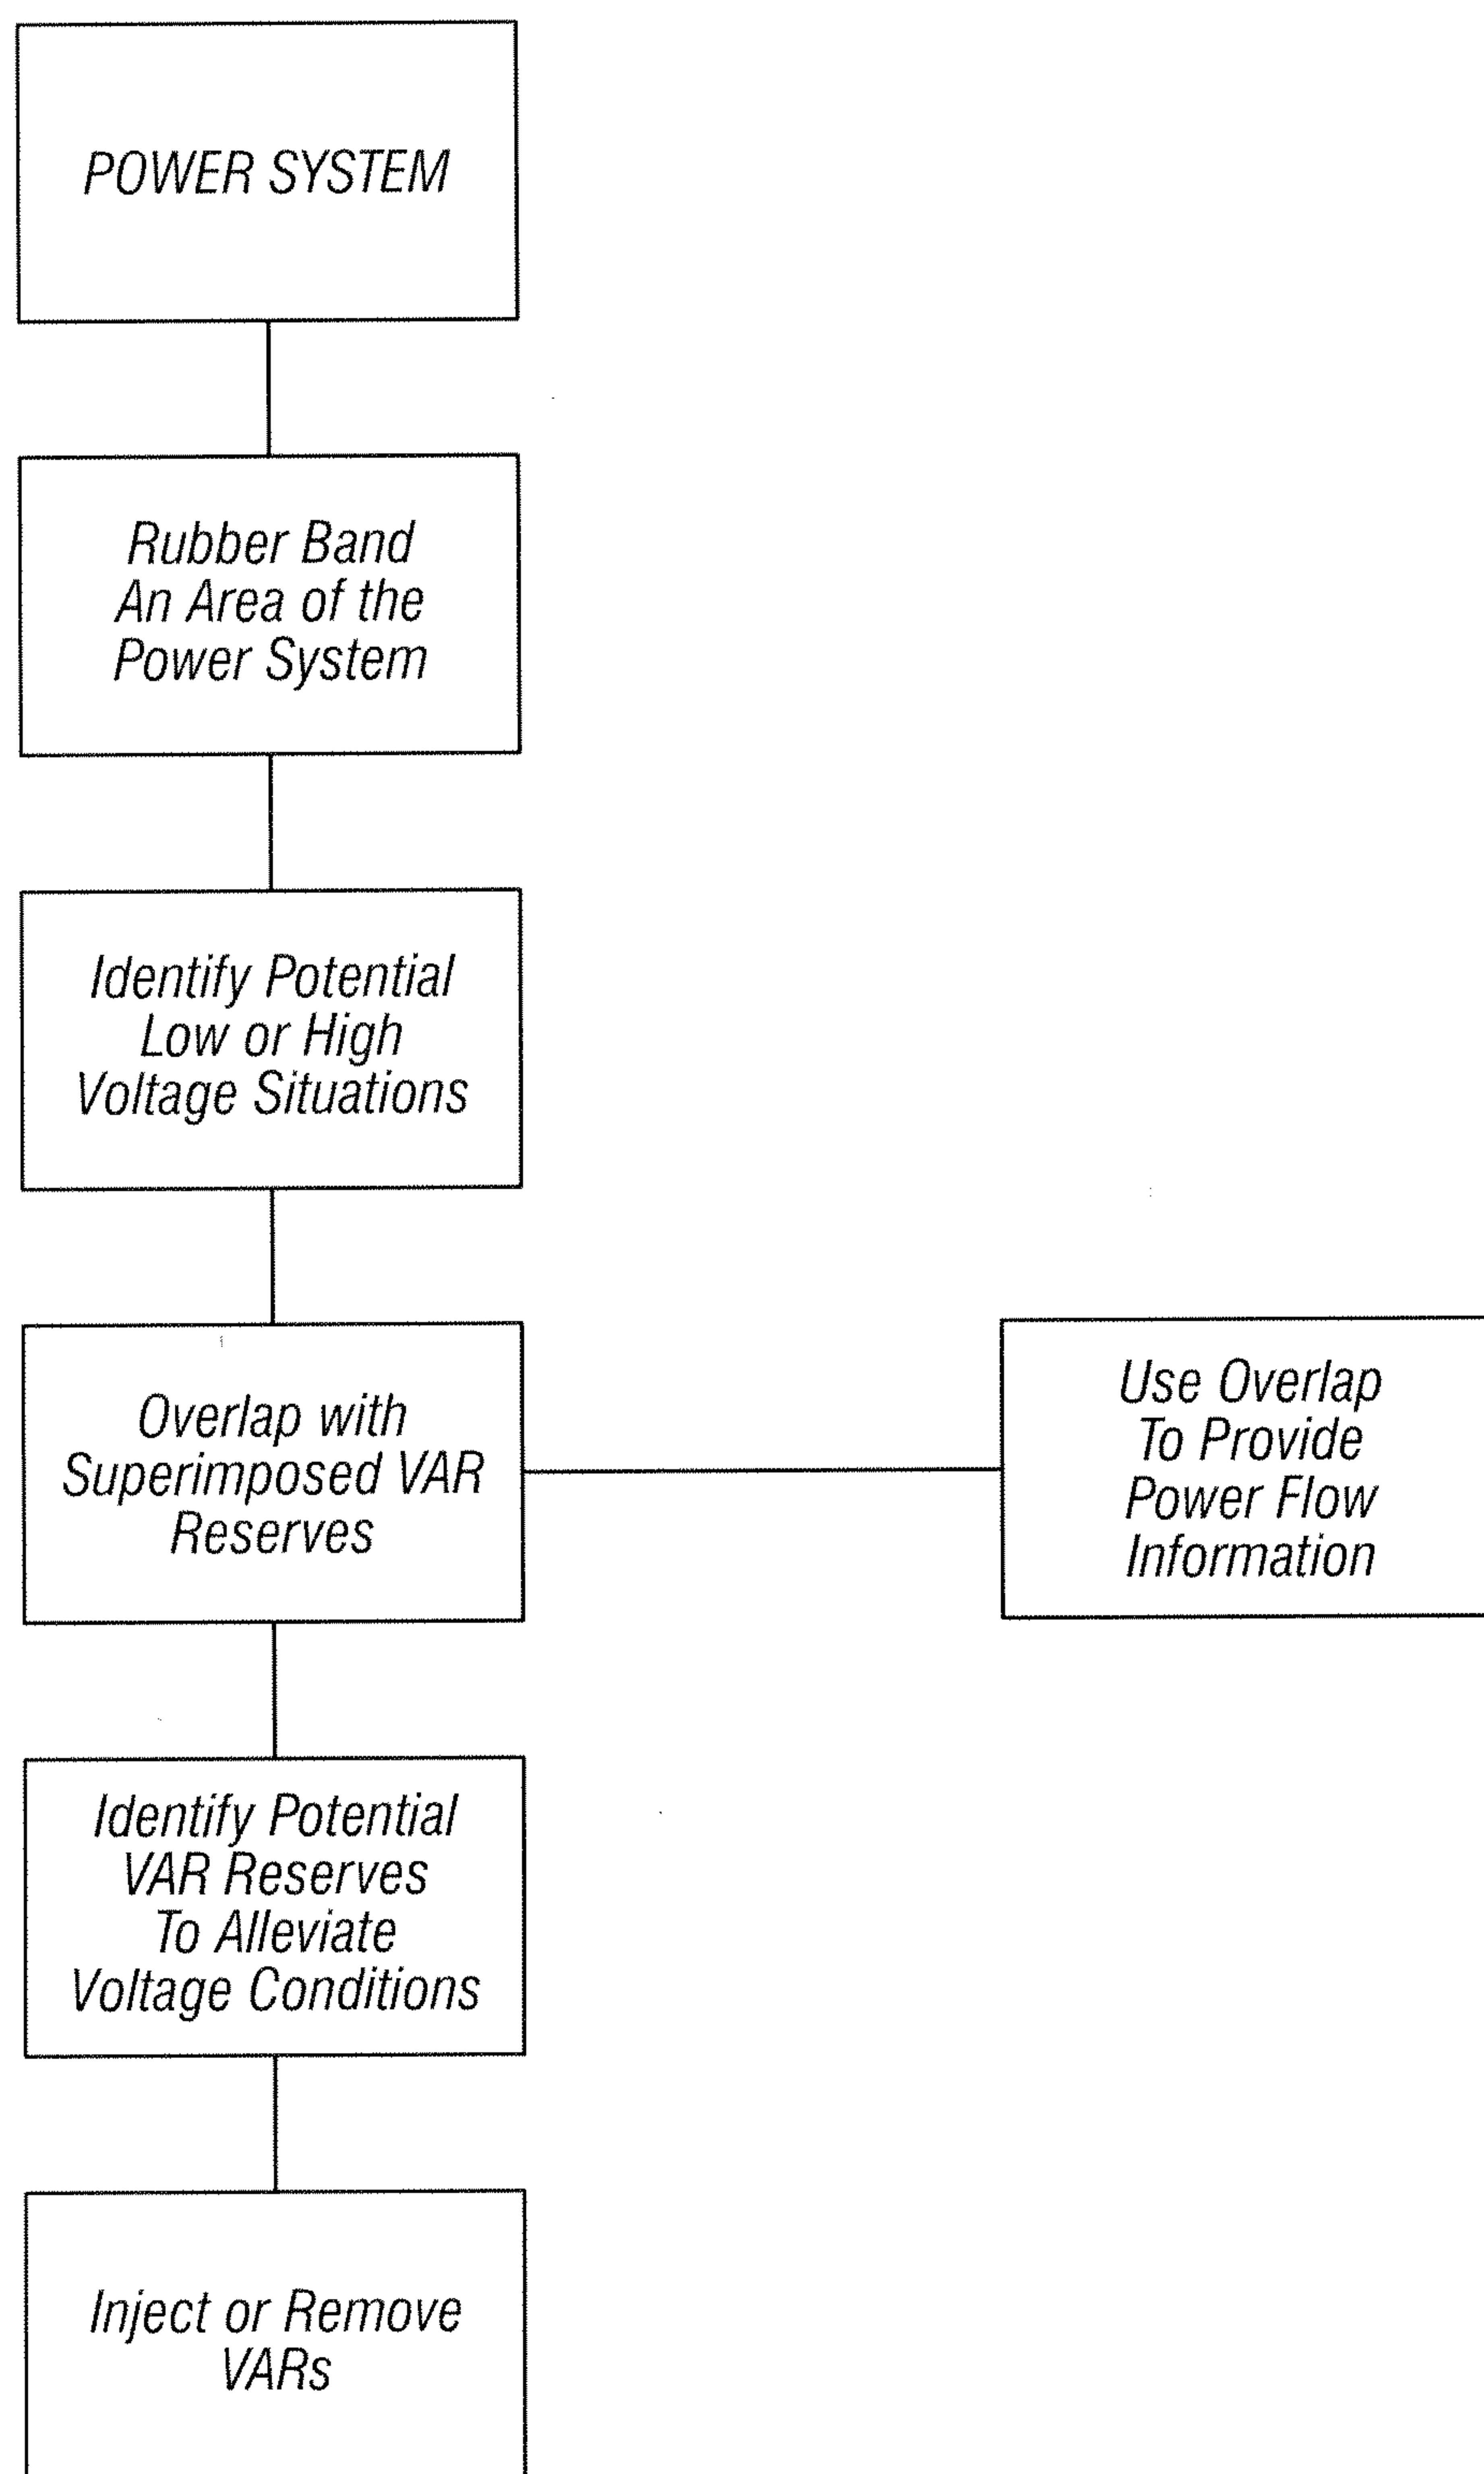 POWER SYSTEM
Rubber Band
An Area of the
Power System
Identify Potential
Low or High
Voltage Situations
Overlap with
Superimposed VAR
Reserves
Use Overlap
To Provide
Power Flow
Information
Identify Potential
VAR Reserves
To Alleviate
Voltage Conditions
Inject or Remove
VARs